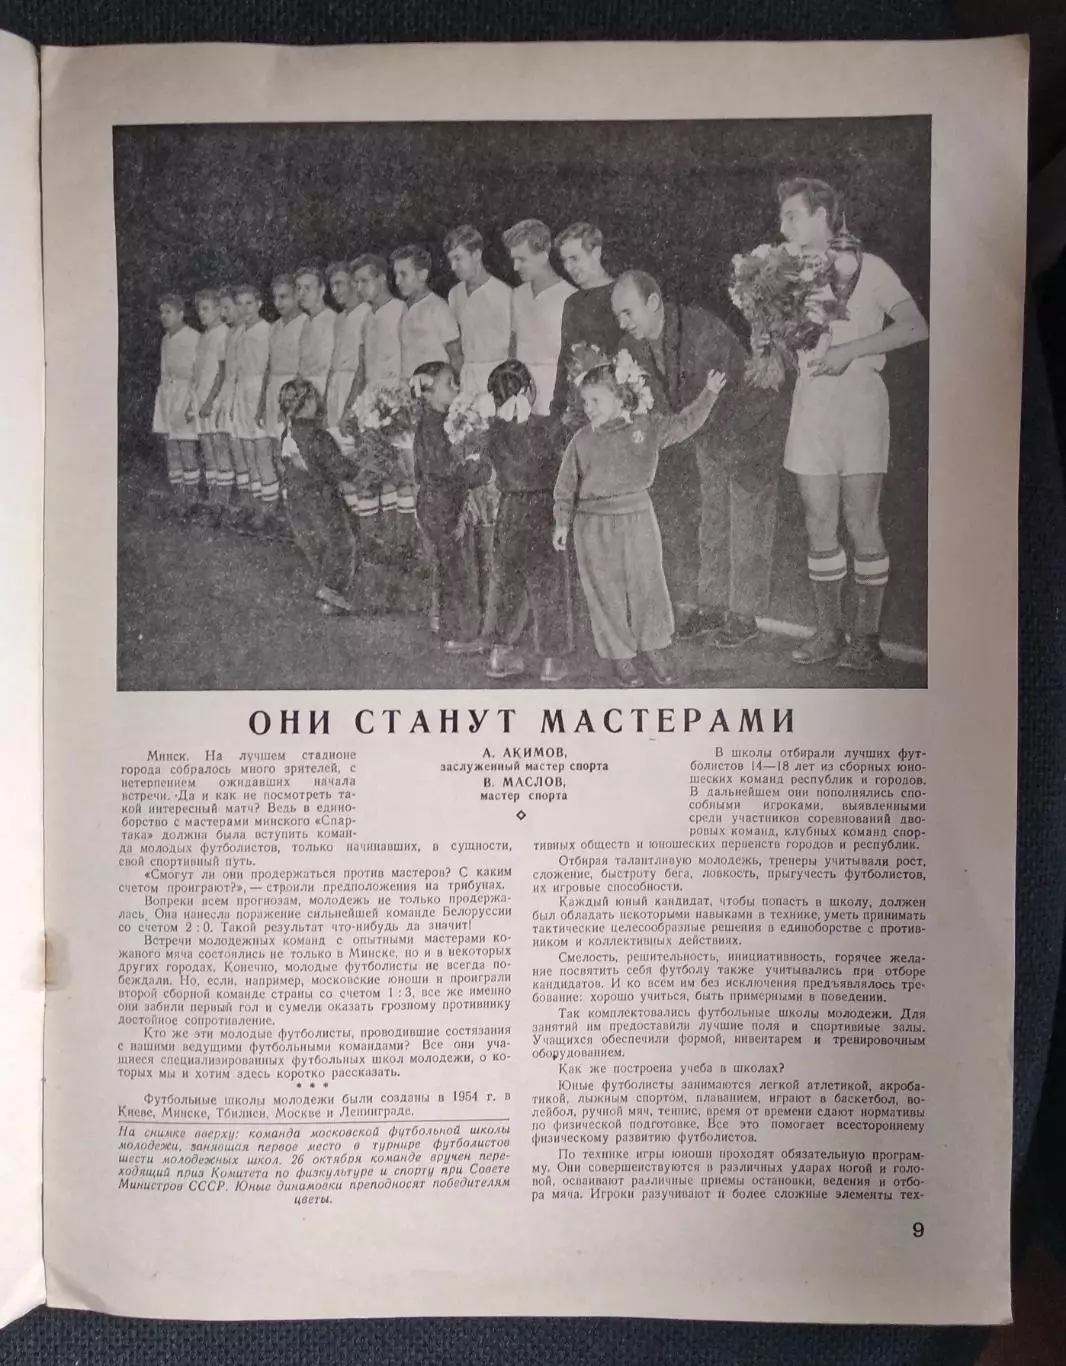 ОНИ СТАНУТ МАСТЕРАМИ
А. АКИМОВ,
заслуженный мастер спорта
В. МАСЛОВ,
мастер спорта
Минск. На лучшем стадионе
города собралось много зрителей, с
нетерпением ожидавших начала
встречи. Да и как не посмотреть та-
кой интересный матч? Ведь в едино-
борство с мастерами минского «Спар-
така» должна была вступить коман-
да молодых футболистов, только начинавших, в сущности,
свой спортивный путь.
«Смогут ли они продержаться против мастеров? С каким
счетом проиграют?»,— строили предположения на трибунах.
Вопреки всем прогнозам, молодежь не только продержа-
лась. Она нанесла поражение сильнейшей команде Белоруссии
со счетом 2 : 0. Такой результат что-нибудь да значит!
Встречи молодежных команд с опытными мастерами ко-
жаного мяча состоялись не только в Минске, но и в некоторых
других городах. Конечно, молодые футболисты не всегда по-
беждали. Но, если, например, московские юноши и проиграли
второй сборной команде страны со счетом 1 : 3, все же именно
они забили первый гол и сумели оказать грозному противнику
достойное сопротивление.
Кто же эти молодые футболисты, проводившие состязания
с нашими ведущими футбольными командами? Все они уча-
щиеся специализированных футбольных школ молодежи, о ко-
торых мы и хотим здесь коротко рассказать.
* * *
Футбольные школы молодежи были созданы в 1954 г. в
Киеве, Минске, Тбилиси, Москве и Ленинграде.
На снимке вверху: команда московской футбольной школы
молодежи, занявшая первое место в турнире футболистов
шести молодежных школ. 26 октября команде вручен пере-
ходящий приз Комитета по физкультуре и спорту при Совете
Министров СССР. Юные динамовки преподносят победителям
цветы.
В школы отбирали лучших фут-
болистов 14—18 лет из сборных юно-
шеских команд республик и городов.
В дальнейшем они пополнялись спо-
собными игроками, выявленными
среди участников соревнований дво-
ровых команд, клубных команд спор-
тивных обществ и юношеских первенств городов и республик.
Отбирая талантливую молодежь, тренеры учитывали рост,
сложение, быстроту бега, ловкость, прыгучесть футболистов,
их игровые способности.
Каждый юный кандидат, чтобы попасть в школу, должен
был обладать некоторыми навыками в технике, уметь принимать
тактические целесообразные решения в единоборстве с против-
ником и коллективных действиях.
Смелость, решительность, инициативность, горячее жела-
ние посвятить себя футболу также учитывались при отборе
кандидатов. И ко всем им без исключения предъявлялось тре-
бование: хорошо учиться, быть примерными в поведении.
Так комплектовались футбольные школы молодежи. Для
занятий им предоставили лучшие поля и спортивные залы.
Учащихся обеспечили формой, инвентарем и тренировочным
оборудованием.
Как же построена учеба в школах?
Юные футболисты занимаются легкой атлетикой, акроба-
тикой, лыжным спортом, плаванием, играют в баскетбол, во-
лейбол, ручной мяч, теннис, время от времени сдают нормативы
по физической подготовке. Все это помогает всестороннему
физическому развитию футболистов.
По технике игры юноши проходят обязательную програм-
му. Они совершенствуются в различных ударах ногой и голо-
вой, осваивают различные приемы остановки, ведения и отбо-
ра мяча. Игроки разучивают и более сложные элементы тех-
9